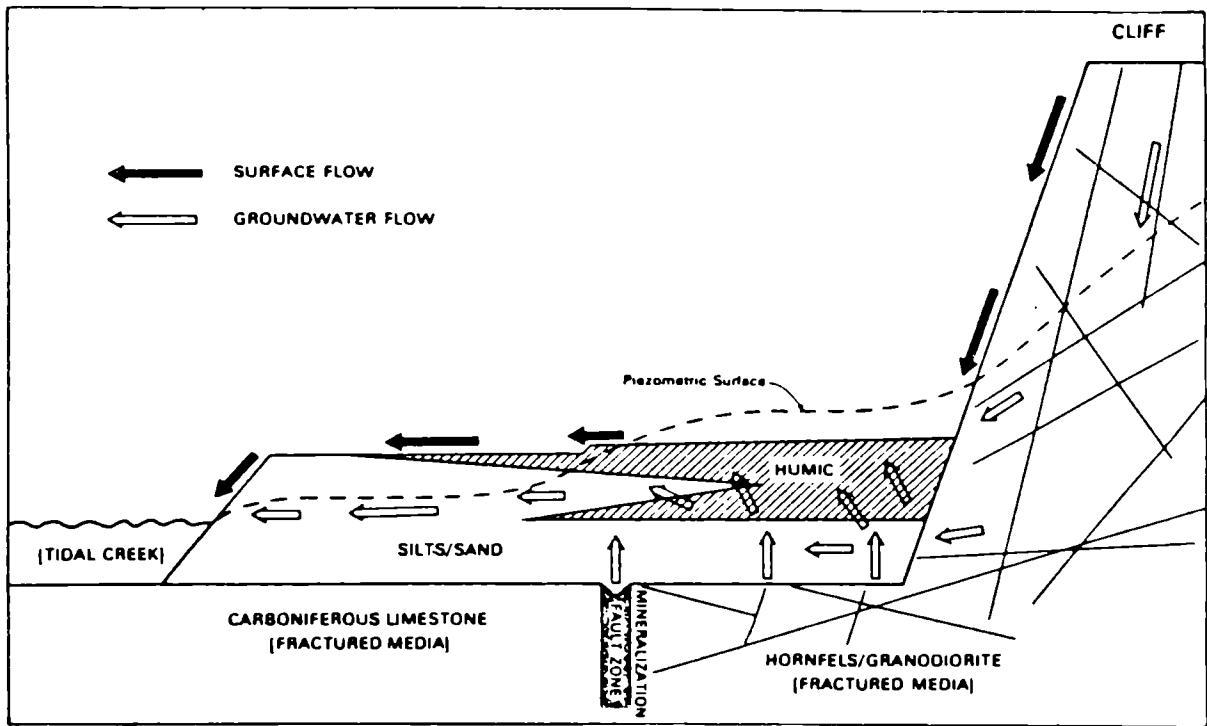 CLIFF
SURFACE FLOW
GROUNDWATER FLOW
Piezometric Surface
HUMIC
(TIDAL CREEK)
SILTS/SAND
CARBONIFEROUS LIMESTONE
(FRACTURED MEDIA)
FAULT ZONE
MINERALIZATION
HORNFELS/GRANODIORITE
(FRACTURED MEDIA)